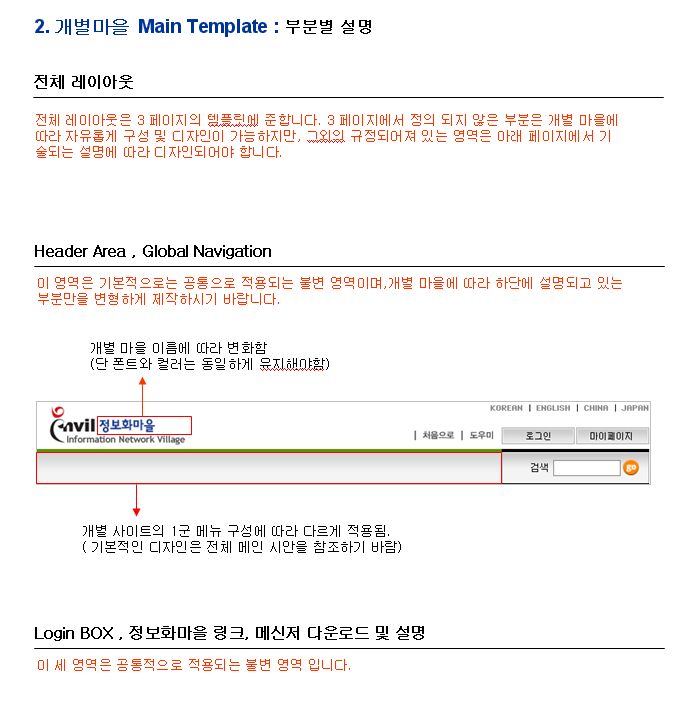 2. 개별마을 Main Template : 부분별 설명
전체 레이아웃
전체 레이아웃은 3 페이지의 템플릿에 준합니다. 3 페이지에서 정의 되지 않은 부분은 개별 마을에
따라 자유롭게 구성 및 디자인이 가능하지만, 그외의 규정되어져 있는 영역은 아래 페이지에서 기
술되는 설명에 따라 디자인되어야 합니다.
Header Area , Global Navigation
이 영역은 기본적으로는 공통으로 적용되는 불변 영역이며,개별 마을에 따라 하단에 설명되고 있는
부분만을 변형하게 제작하시기 바랍니다.
개별 마을 이름에 따라 변화함
(단 폰트와 컬러는 동일하게 유지해야함)
KOREAN | ENGLISH | CHINA | JAPAN
invil 정보화마을
Information Network Village
| 처음으로 | 도우미 로그인 마이페이지
검색 go
개별 사이트의 1군 메뉴 구성에 따라 다르게 적용됨.
( 기본적인 디자인은 전체 메인 시안을 참조하기 바람)
Login BOX , 정보화마을 링크, 메신저 다운로드 및 설명
이 세 영역은 공통적으로 적용되는 불변 영역 입니다.